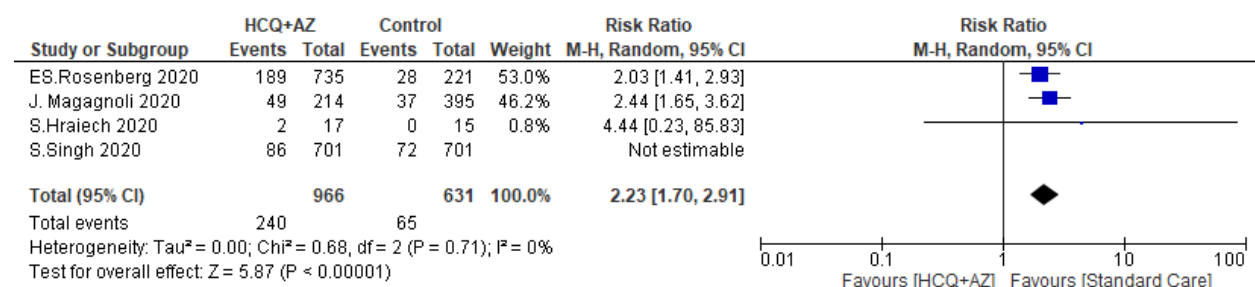 HCQ+AZ Control Risk Ratio Risk Ratio
Study or Subgroup Events Total Events Total Weight M-H, Random, 95% CI M-H, Random, 95% CI
ES.Rosenberg 2020 189 735 28 221 53.0% 2.03 [1.41, 2.93]
J. Magagnoli 2020 49 214 37 395 46.2% 2.44 [1.65, 3.62]
S.Hraiech 2020 2 17 0 15 0.8% 4.44 [0.23, 85.83]
S.Singh 2020 86 701 72 701 Not estimable
Total (95% CI) 966 631 100.0% 2.23 [1.70, 2.91]
Total events 240 65
Heterogeneity: Tau² = 0.00; Chi² = 0.68, df = 2 (P = 0.71); I² = 0%
Test for overall effect: Z = 5.87 (P < 0.00001)
0.01 0.1 1 10 100
Favours [HCQ+AZ] Favours [Standard Care]